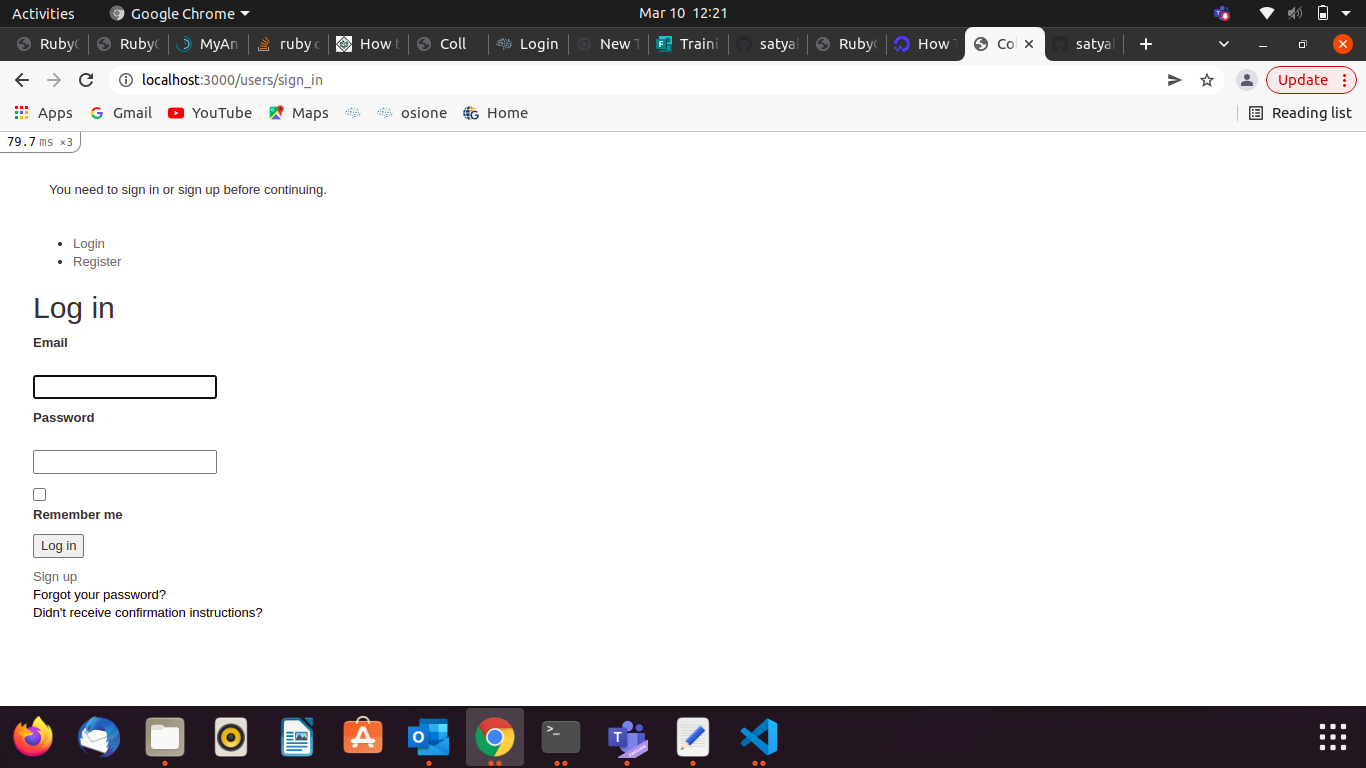 Activities Google Chrome Mar 10 12:21
RubyC RubyC MyAn ruby c How t Coll Login New T Traini satyal RubyC How T Col satyal
localhost:3000/users/sign_in Update
Apps Gmail YouTube Maps osione Home Reading list
79.7 ms ×3
You need to sign in or sign up before continuing.
Login
Register
Log in
Email
Password
Remember me
Log in
Sign up
Forgot your password?
Didn't receive confirmation instructions?